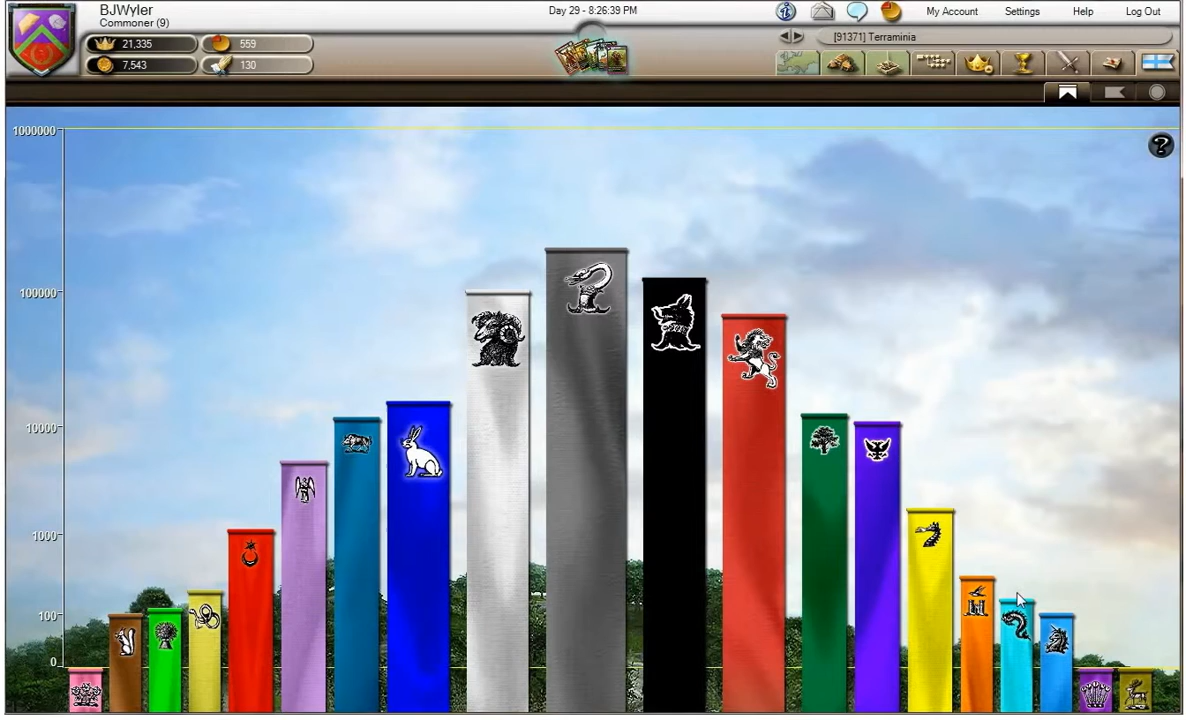 BJWyler
Commoner (9)
Day 29 - 8:26:39 PM
My Account
Settings
Help
Log Out
21,335
559
7,543
130
[91371] Terraminia
1000000
?
100000
10000
1000
100
0